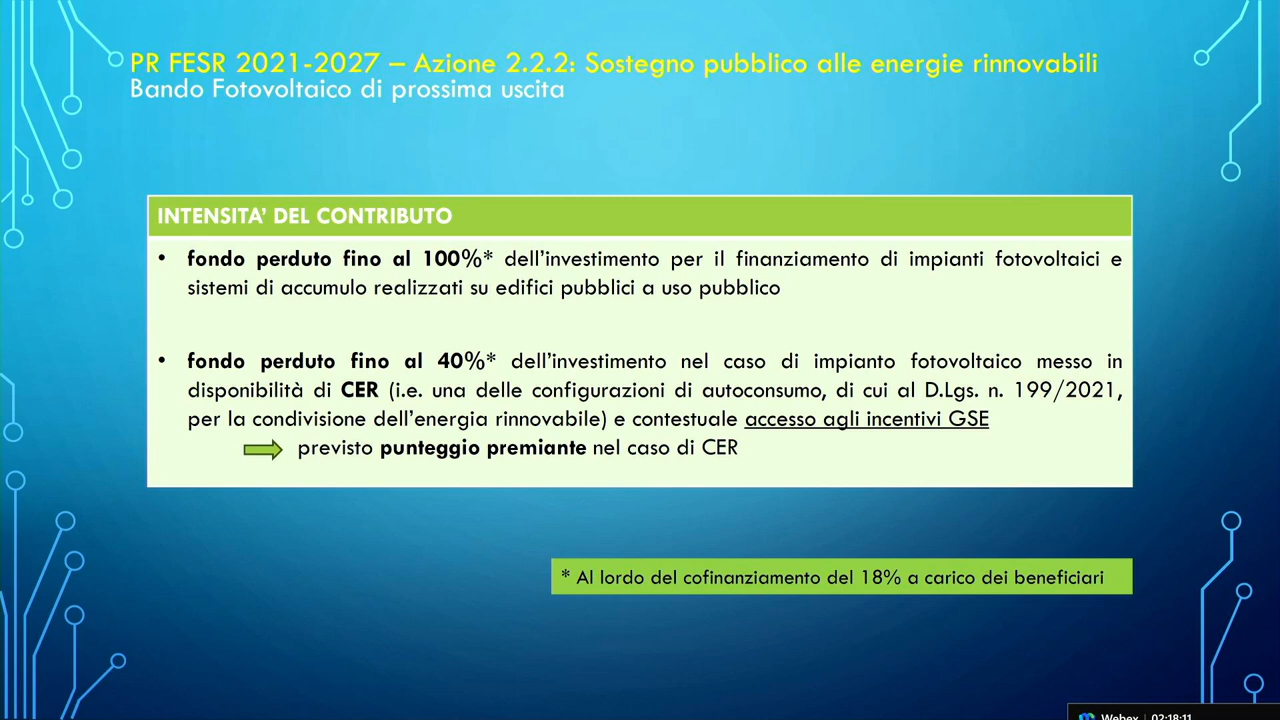 PR FESR 2021-2027 – Azione 2.2.2: Sostegno pubblico alle energie rinnovabili
Bando Fotovoltaico di prossima uscita
INTENSITA’ DEL CONTRIBUTO
• fondo perduto fino al 100%* dell’investimento per il finanziamento di impianti fotovoltaici e
sistemi di accumulo realizzati su edifici pubblici a uso pubblico
• fondo perduto fino al 40%* dell’investimento nel caso di impianto fotovoltaico messo in
disponibilità di CER (i.e. una delle configurazioni di autoconsumo, di cui al D.Lgs. n. 199/2021,
per la condivisione dell’energia rinnovabile) e contestuale accesso agli incentivi GSE
previsto punteggio premiante nel caso di CER
* Al lordo del cofinanziamento del 18% a carico dei beneficiari
Webex | 02:18:11